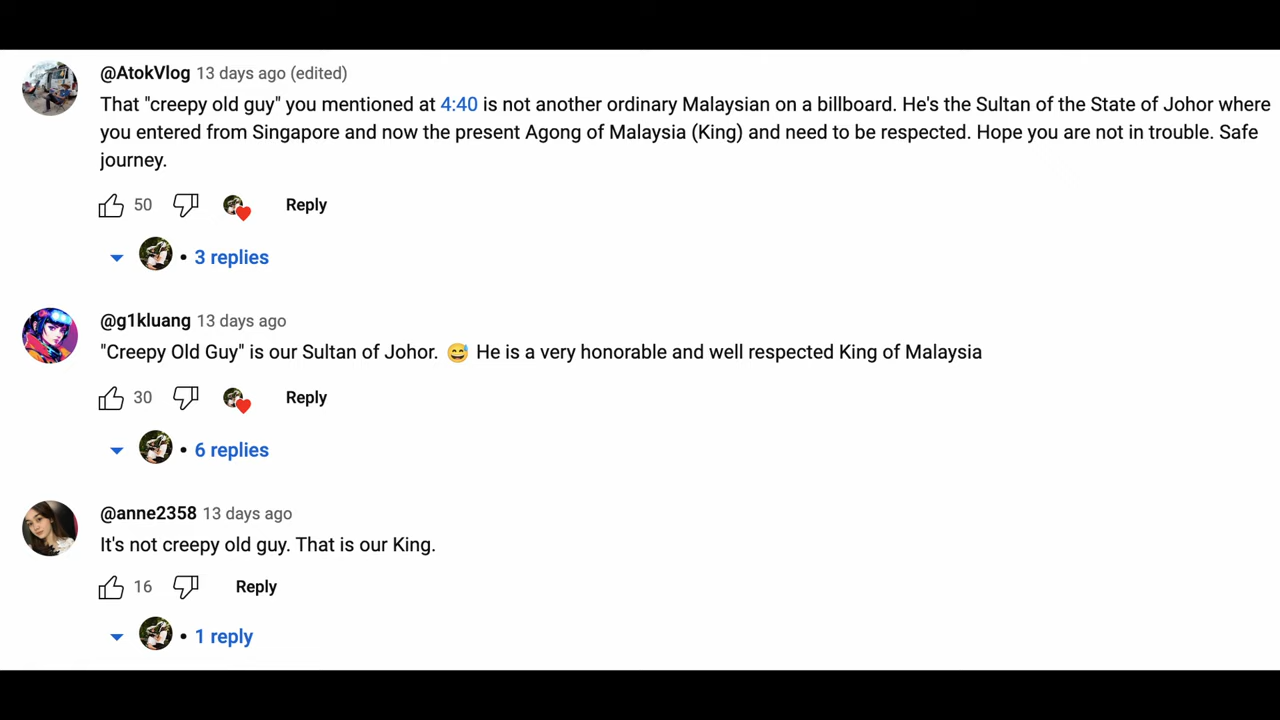 @AtokVlog 13 days ago (edited)
That "creepy old guy" you mentioned at 4:40 is not another ordinary Malaysian on a billboard. He's the Sultan of the State of Johor where
you entered from Singapore and now the present Agong of Malaysia (King) and need to be respected. Hope you are not in trouble. Safe
journey.
50 Reply
• 3 replies
@g1kluang 13 days ago
"Creepy Old Guy" is our Sultan of Johor. 😅 He is a very honorable and well respected King of Malaysia
30 Reply
• 6 replies
@anne2358 13 days ago
It's not creepy old guy. That is our King.
16 Reply
• 1 reply